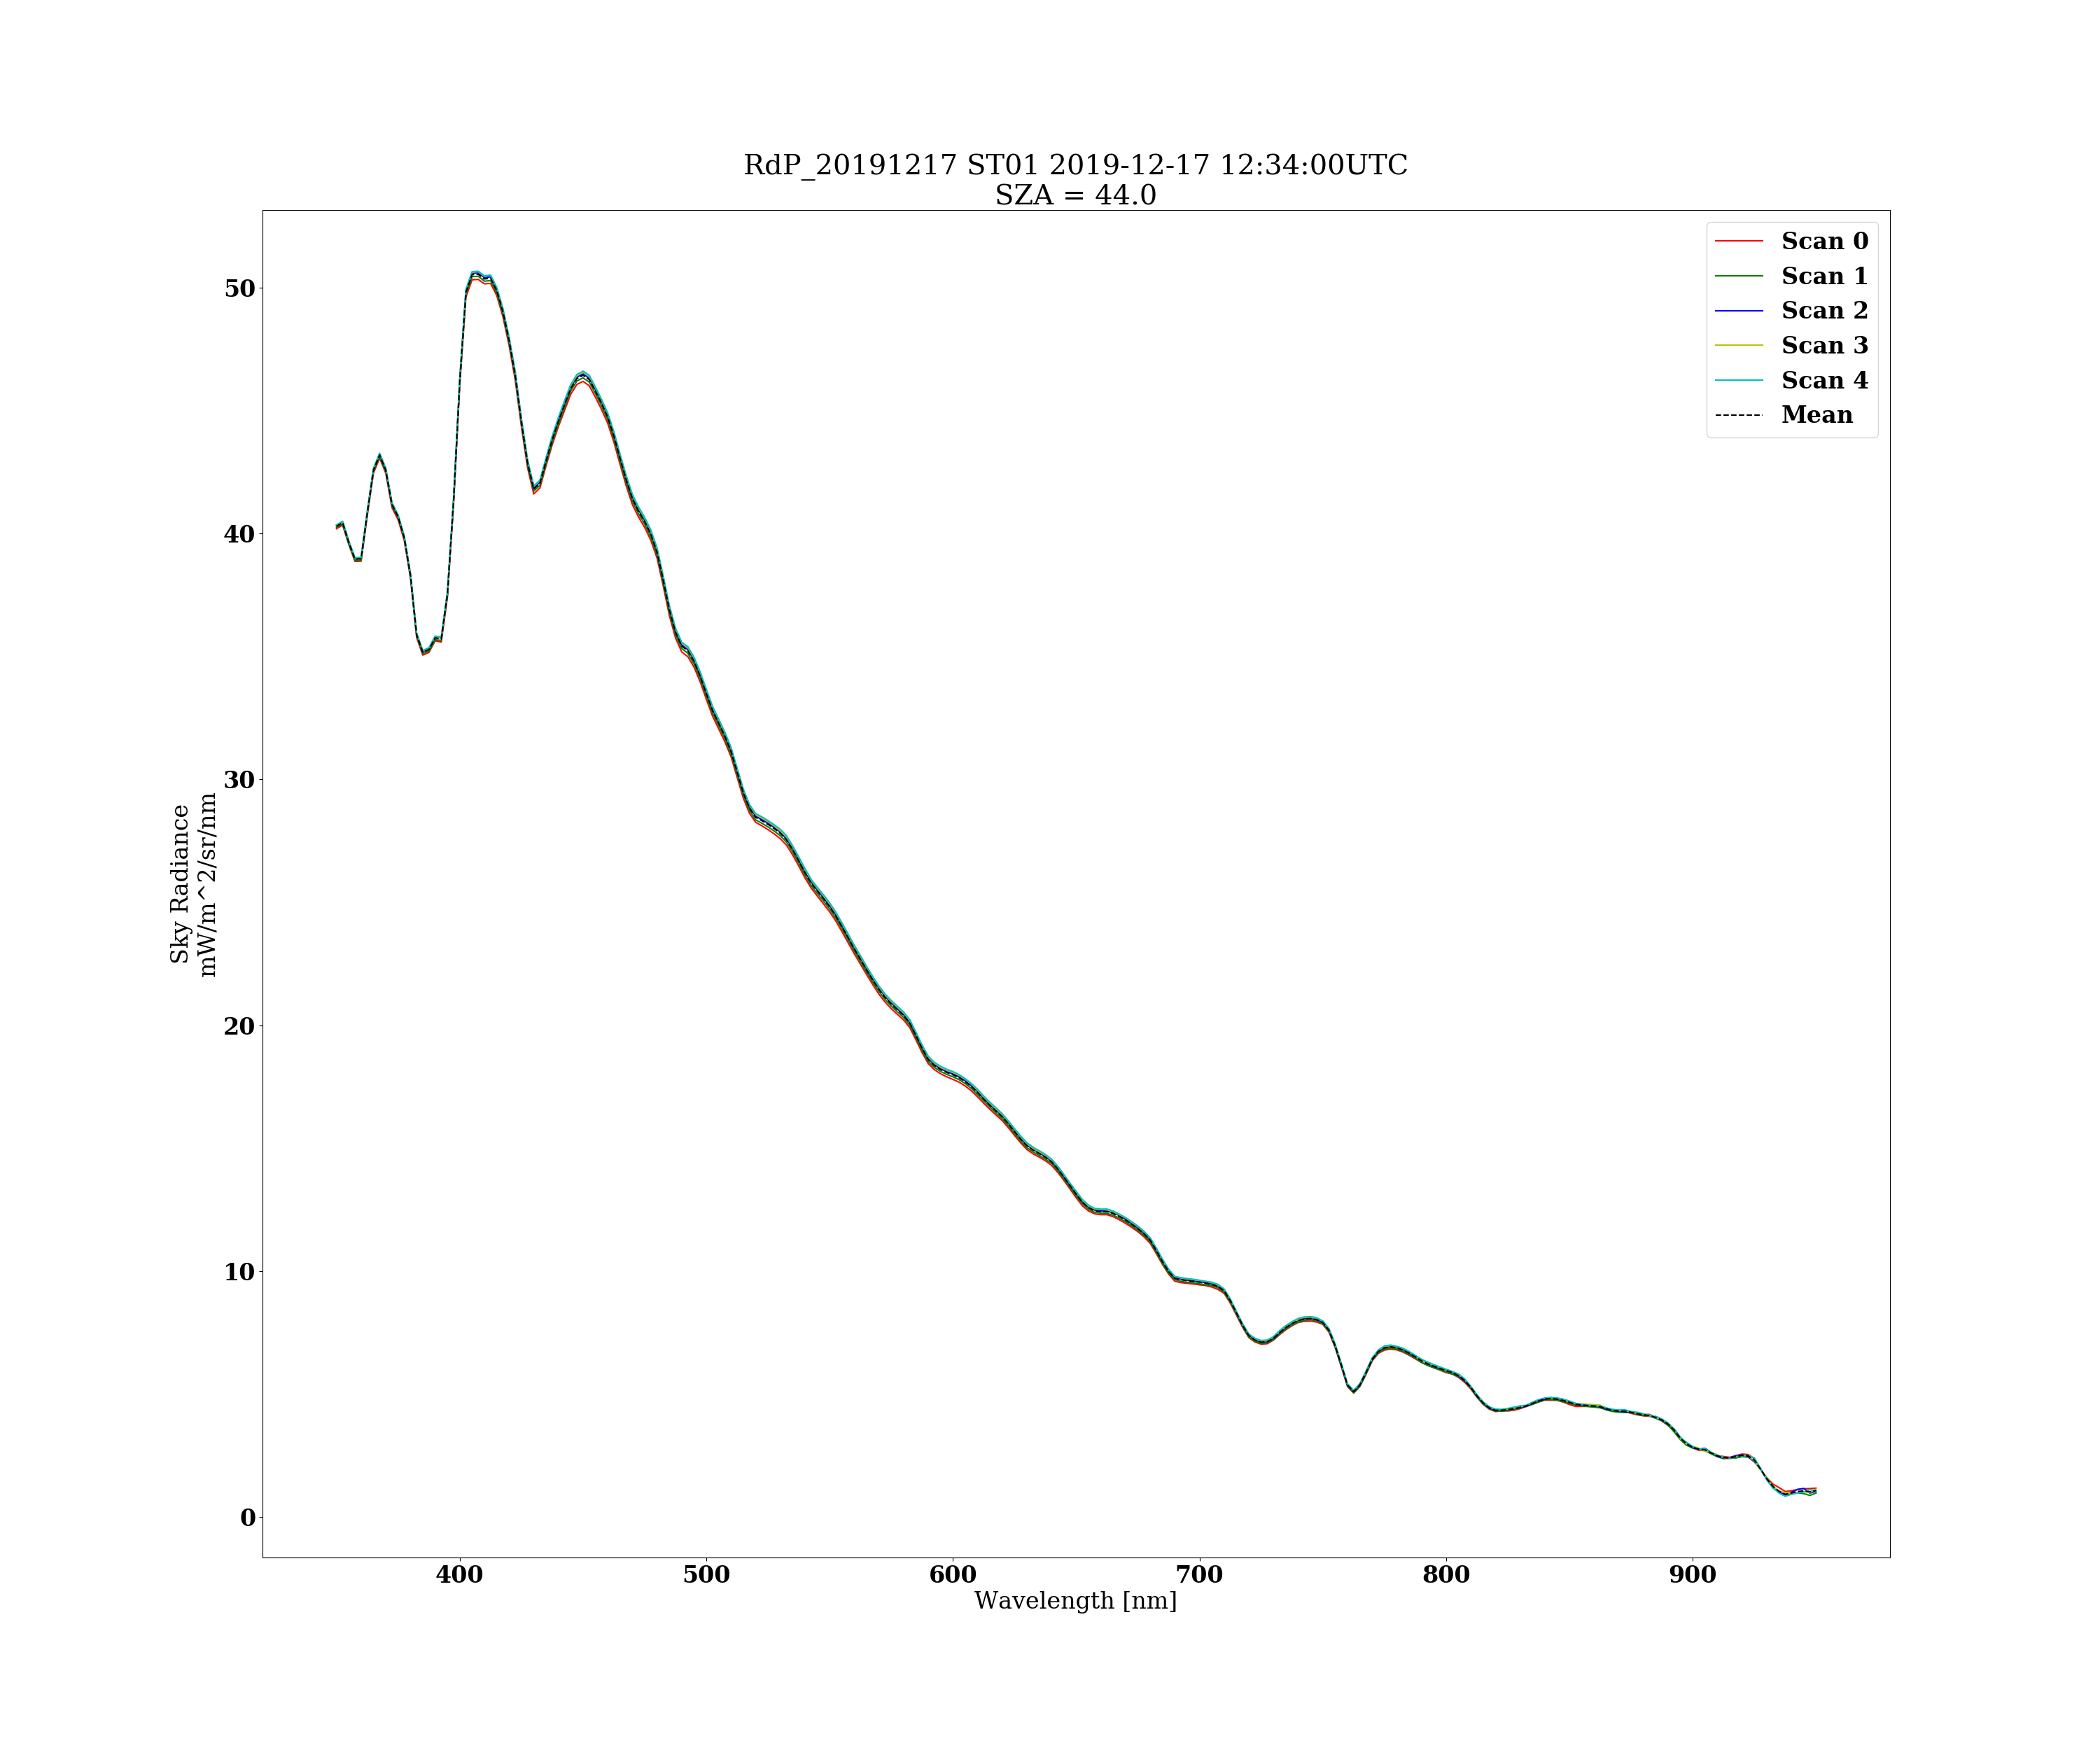 RdP_20191217 ST01 2019-12-17 12:34:00UTC
SZA = 44.0
Scan 0
Scan 1
Scan 2
Scan 3
Scan 4
Mean
50
40
30
20
10
0
Sky Radiance
mW/m^2/sr/nm
400 500 600 700 800 900
Wavelength [nm]